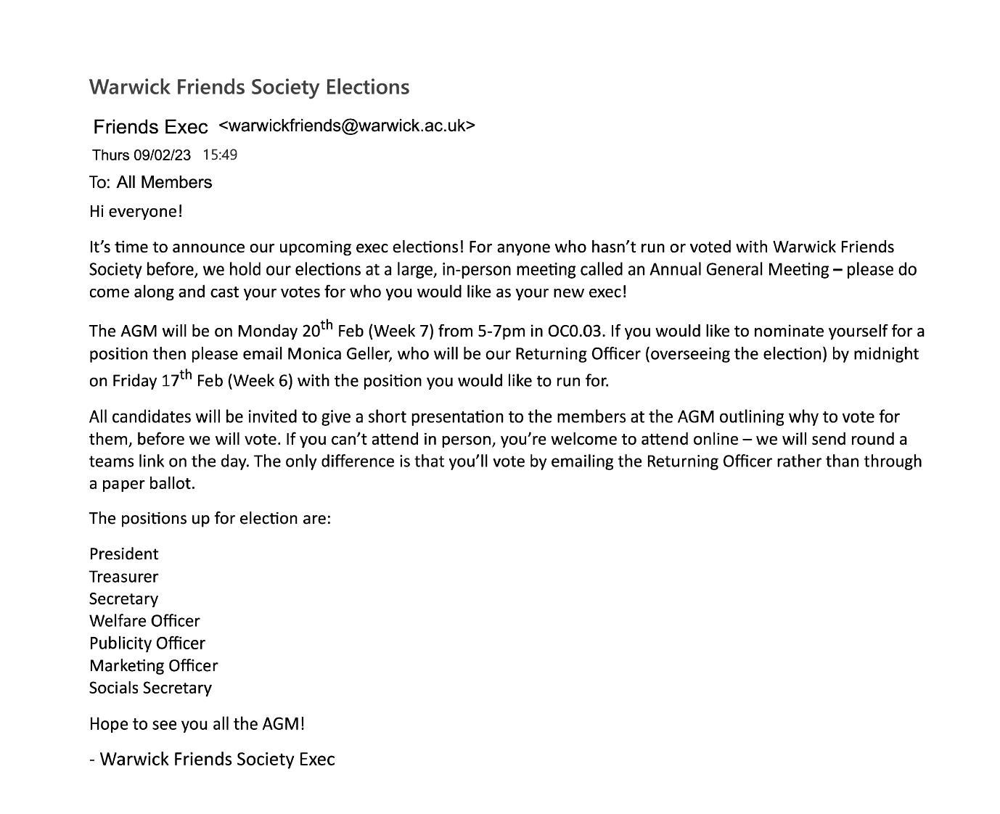 Warwick Friends Society Elections
Friends Exec <warwickfriends@warwick.ac.uk>
Thurs 09/02/23 15:49
To: All Members
Hi everyone!
It’s time to announce our upcoming exec elections! For anyone who hasn’t run or voted with Warwick Friends
Society before, we hold our elections at a large, in-person meeting called an Annual General Meeting – please do
come along and cast your votes for who you would like as your new exec!
The AGM will be on Monday 20th Feb (Week 7) from 5-7pm in OC0.03. If you would like to nominate yourself for a
position then please email Monica Geller, who will be our Returning Officer (overseeing the election) by midnight
on Friday 17th Feb (Week 6) with the position you would like to run for.
All candidates will be invited to give a short presentation to the members at the AGM outlining why to vote for
them, before we will vote. If you can’t attend in person, you’re welcome to attend online – we will send round a
teams link on the day. The only difference is that you’ll vote by emailing the Returning Officer rather than through
a paper ballot.
The positions up for election are:
President
Treasurer
Secretary
Welfare Officer
Publicity Officer
Marketing Officer
Socials Secretary
Hope to see you all the AGM!
- Warwick Friends Society Exec